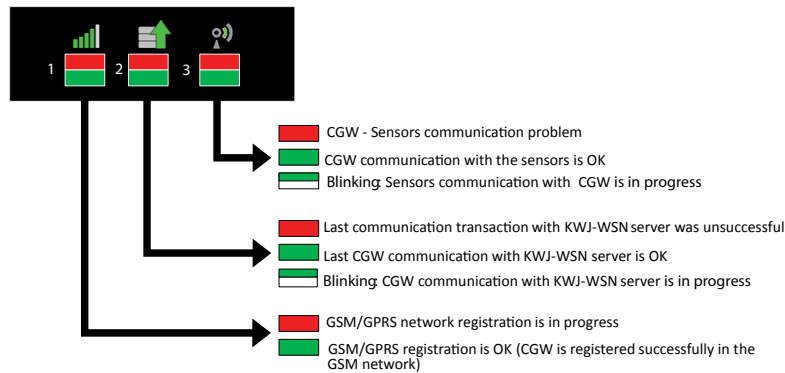 1 2 3
CGW - Sensors communication problem
CGW communication with the sensors is OK
Blinking: Sensors communication with CGW is in progress
Last communication transaction with KWJ-WSN server was unsuccessful
Last CGW communication with KWJ-WSN server is OK
Blinking: CGW communication with KWJ-WSN server is in progress
GSM/GPRS network registration is in progress
GSM/GPRS registration is OK (CGW is registered successfully in the
GSM network)